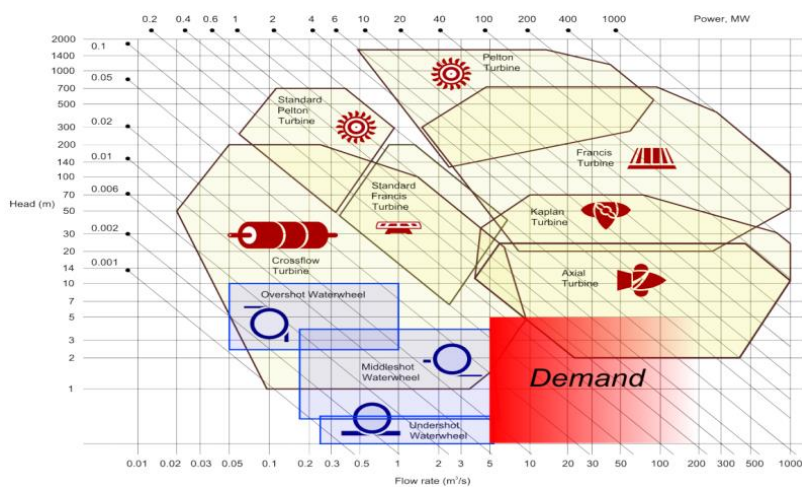 0.2 0.4 0.6 1 2 4 6 10 20 40 100 200 400 1000 Power, MW
2000
1400
1000
700
500
300
200
140
100
70
50
30
20
14
10
7
5
3
2
1
Head (m)
0.1
0.05
0.02
0.01
0.006
0.002
0.001
Pelton
Turbine
Standard
Pelton
Turbine
Francis
Turbine
Standard
Francis
Turbine
Kaplan
Turbine
Crossflow
Turbine
Axial
Turbine
Overshot Waterwheel
Middleshot
Waterwheel
Undershot
Waterwheel
Demand
0.01 0.02 0.03 0.05 0.1 0.2 0.3 0.5 1 2 3 5 10 20 30 50 100 200 300 500 1000
Flow rate (m³/s)